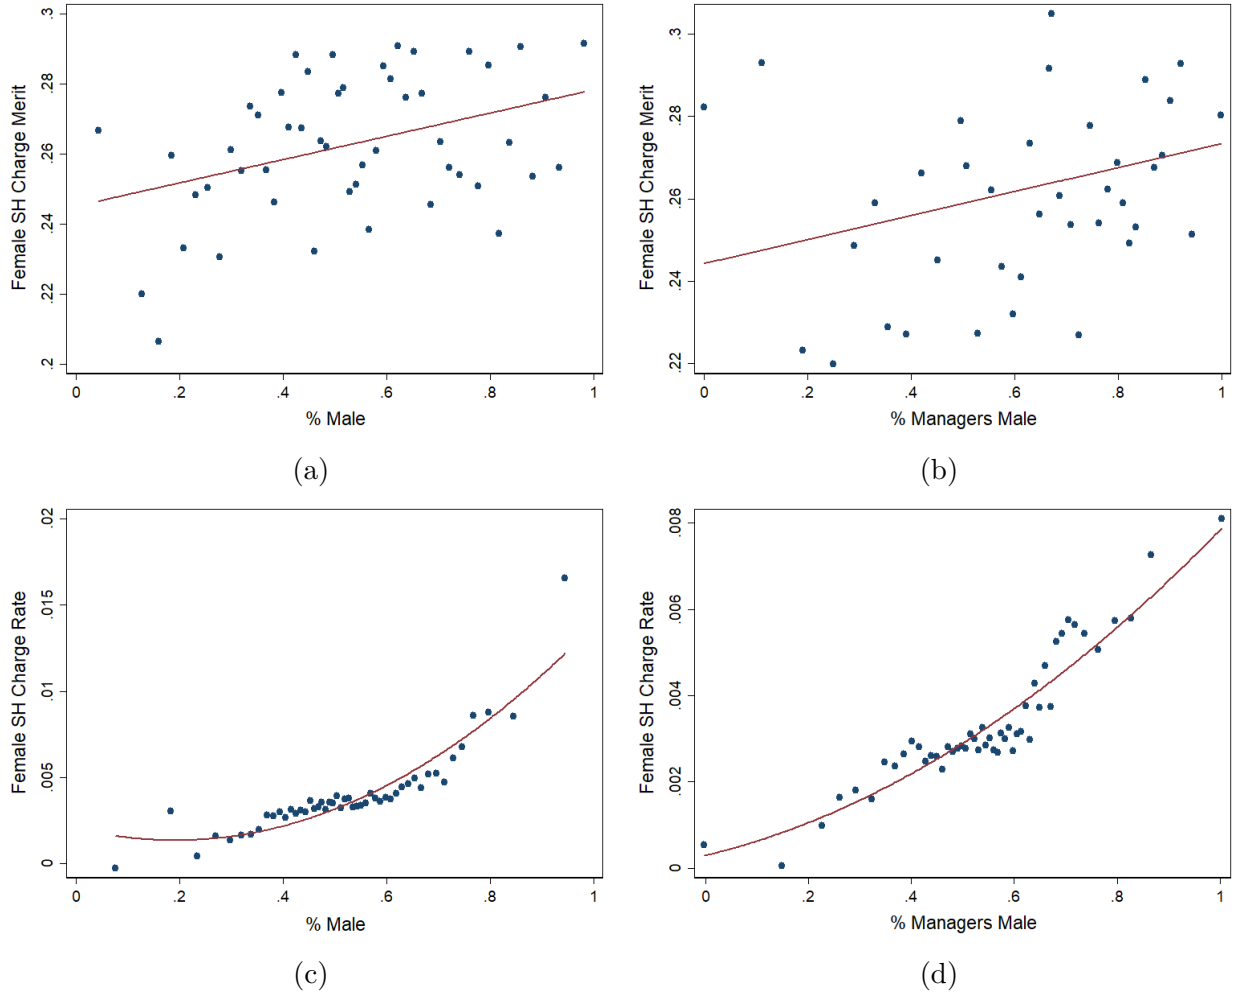 .3
.28
.26
.24
.22
.2
Female SH Charge Merit
0 .2 .4 .6 .8 1
% Male
(a)
.3
.28
.26
.24
.22
Female SH Charge Merit
0 .2 .4 .6 .8 1
% Managers Male
(b)
.02
.015
.01
.005
0
Female SH Charge Rate
0 .2 .4 .6 .8 1
% Male
(c)
.008
.006
.004
.002
0
Female SH Charge Rate
0 .2 .4 .6 .8 1
% Managers Male
(d)